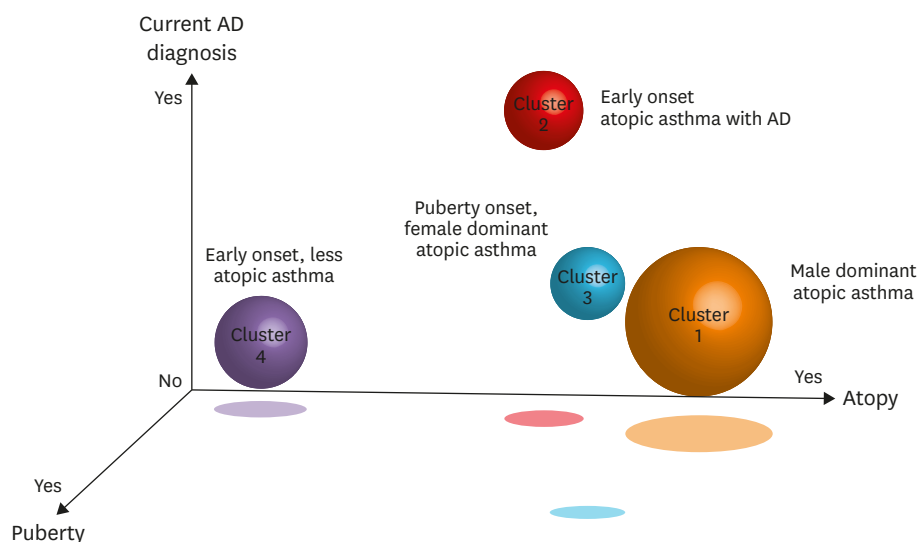 Current AD
diagnosis
Yes
Cluster
2
Early onset
atopic asthma with AD
Puberty onset,
female dominant
atopic asthma
Early onset, less
atopic asthma
Cluster
3
Male dominant
atopic asthma
Cluster
1
Cluster
4
No
Yes
Atopy
Yes
Puberty